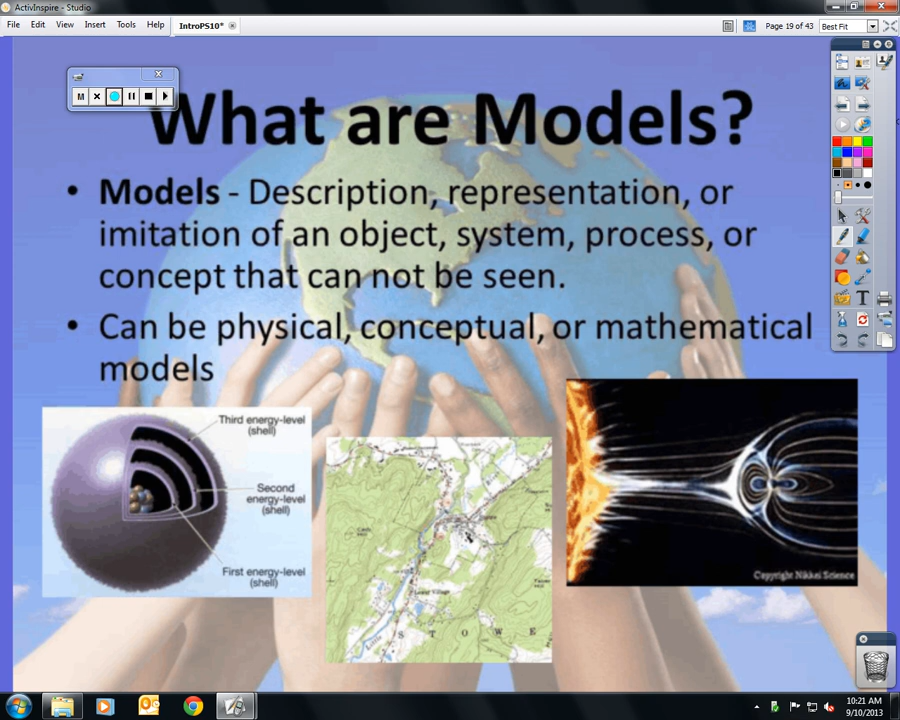 ActivInspire - Studio
File Edit View Insert Tools Help
IntroPS10*
Page 19 of 43
Best Fit
M
What are Models?
• Models - Description, representation, or
imitation of an object, system, process, or
concept that can not be seen.
• Can be physical, conceptual, or mathematical
models
Third energy-level
(shell)
Second
energy-level
(shell)
First energy-level
(shell)
Lower Village
STOWE
Copyright Nikkei Science
T
10:21 AM
9/10/2013